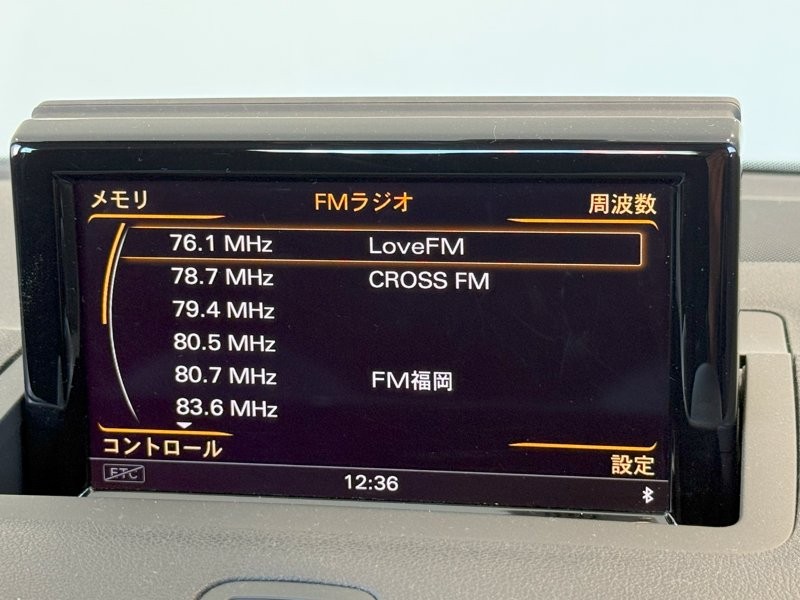 メモリ FMラジオ 周波数
76.1 MHz LoveFM
78.7 MHz CROSS FM
79.4 MHz
80.5 MHz
80.7 MHz FM福岡
83.6 MHz
コントロール 設定
ETC 12:36